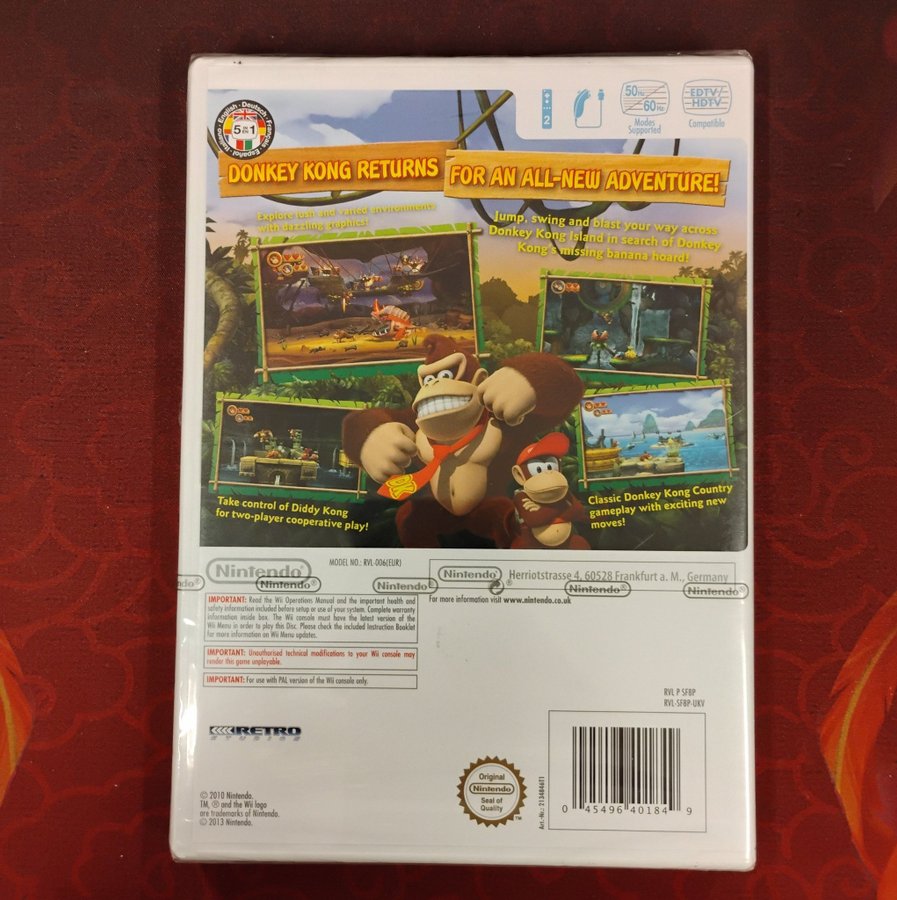 English • Deutsch • Français • Español • Italiano
5 IN EN 1
2
50Hz
60Hz
Modes
Supported
EDTV/
HDTV
Compatible
DONKEY KONG RETURNS FOR AN ALL-NEW ADVENTURE!
Explore lush and varied environments
with dazzling graphics!
Jump, swing and blast your way across
Donkey Kong Island in search of Donkey
Kong's missing banana hoard!
DK
Take control of Diddy Kong
for two-player cooperative play!
Classic Donkey Kong Country
gameplay with exciting new
moves!
Nintendo®
MODEL NO.: RVL-006(EUR)
Nintendo
Herriotstrasse 4, 60528 Frankfurt a. M., Germany
ndo®
Nintendo®
Nintendo®
Nintendo®
Nintendo®
For more information visit www.nintendo.co.uk
IMPORTANT: Read the Wii Operations Manual and the important health and
safety information included before setup or use of your system. Complete warranty
information inside box. The Wii console must have the latest version of the
Wii Menu in order to play this Disc. Please check the included Instruction Booklet
for more information on Wii Menu updates.
IMPORTANT: Unauthorised technical modifications to your Wii console may
render this game unplayable.
IMPORTANT: For use with PAL version of the Wii console only.
RVL P SF8P
RVL-SF8P-UKV
RETRO
STUDIOS
© 2010 Nintendo.
TM, ® and the Wii logo
are trademarks of Nintendo.
© 2013 Nintendo.
Original
Nintendo
Seal of
Quality
TM
Art.-Nr.: 2134846T1
0 45496 40184 9